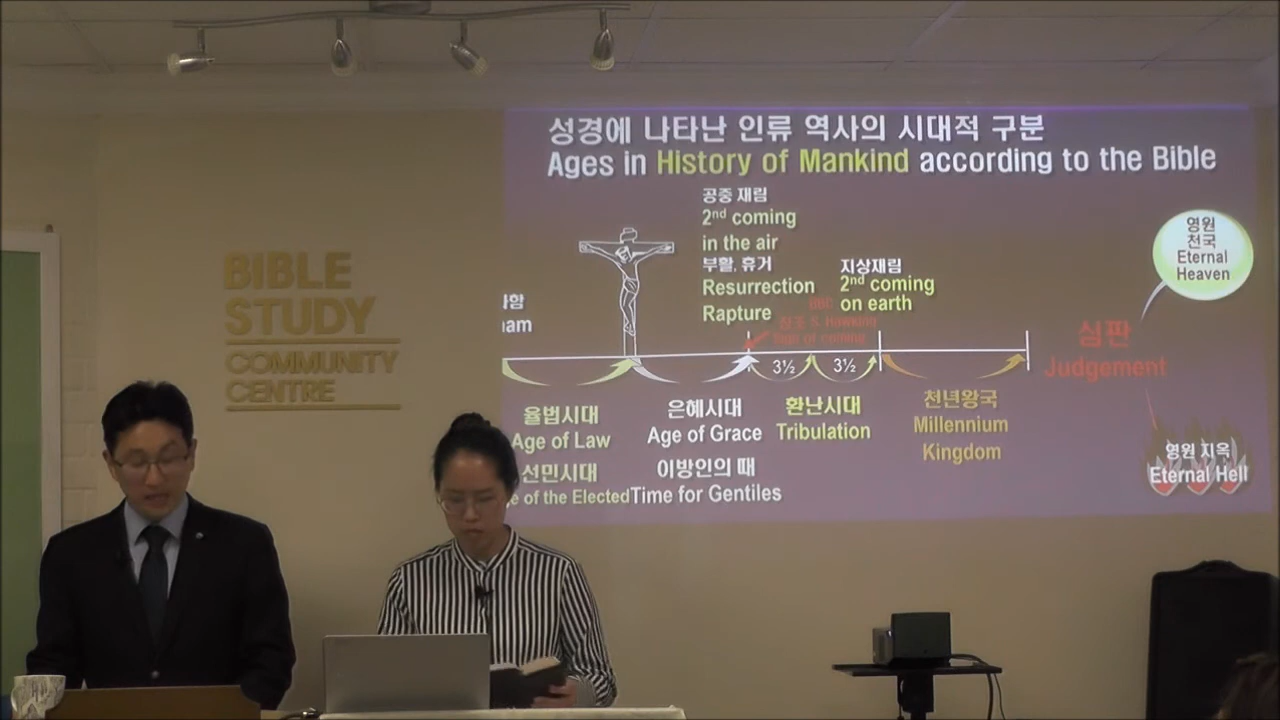 성경에 나타난 인류 역사의 시대적 구분
Ages in History of Mankind according to the Bible
BIBLE
STUDY
COMMUNITY
CENTRE
공중 재림
2nd coming
in the air
부활, 휴거
Resurrection
Rapture
지상재림
2nd coming
on earth
BBC
S. Hawking
영원
천국
Eternal
Heaven
심판
Judgement
3½
3½
율법시대
Age of Law
선민시대
of the Elected
은혜시대
Age of Grace
이방인의 때
Time for Gentiles
환난시대
Tribulation
천년왕국
Millennium
Kingdom
영원 지옥
Eternal Hell